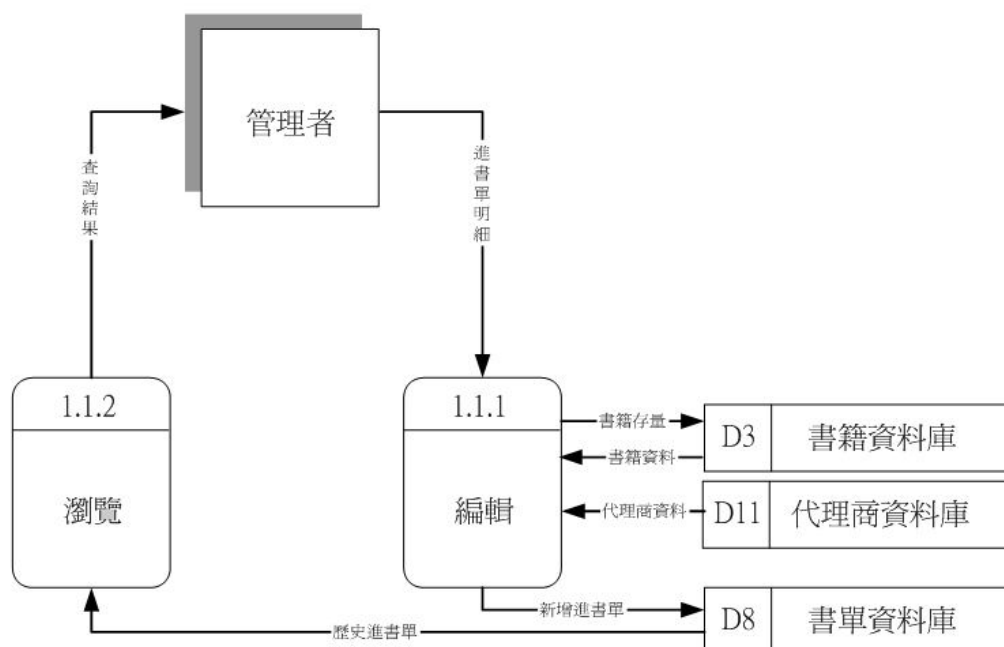 管理者
查詢結果
進書單明細
1.1.2
瀏覽
1.1.1
編輯
書籍存量
書籍資料
代理商資料
D3
書籍資料庫
D11
代理商資料庫
新增進書單
歷史進書單
D8
書單資料庫